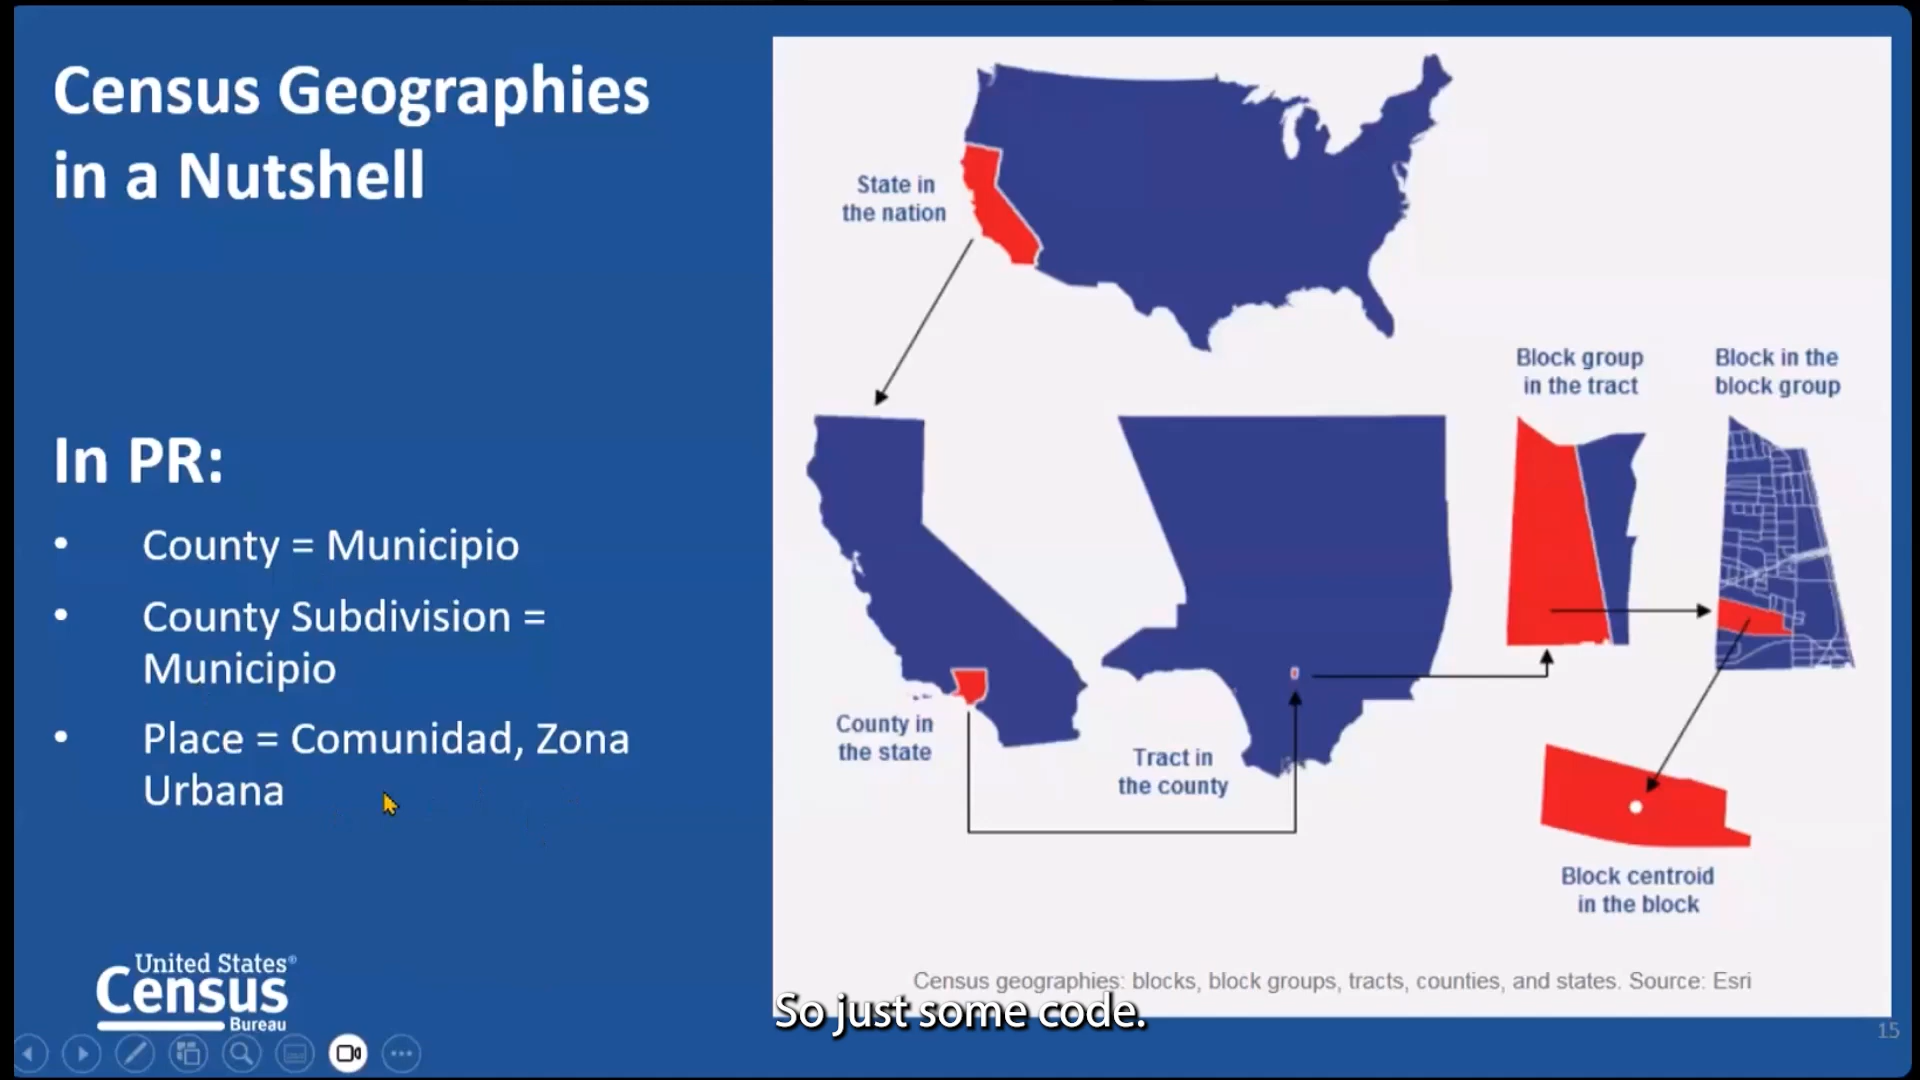 Census Geographies
in a Nutshell
In PR:
• County = Municipio
• County Subdivision =
Municipio
• Place = Comunidad, Zona
Urbana
United States®
Census
Bureau
State in
the nation
County in
the state
Tract in
the county
Block group
in the tract
Block in the
block group
Block centroid
in the block
Census geographies: blocks, block groups, tracts, counties, and states. Source: Esri
So just some code.
15